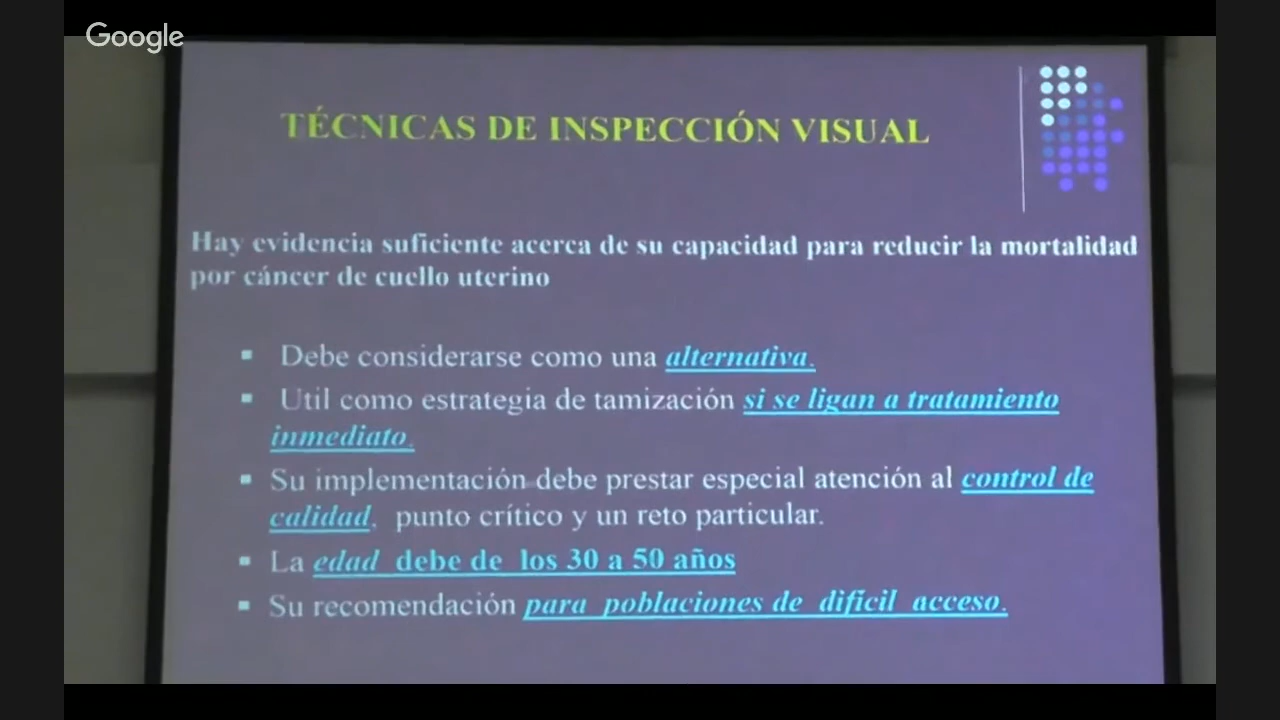 Google
TÉCNICAS DE INSPECCIÓN VISUAL
Hay evidencia suficiente acerca de su capacidad para reducir la mortalidad
por cáncer de cuello uterino
▪ Debe considerarse como una alternativa.
▪ Util como estrategia de tamización si se ligan a tratamiento
inmediato.
▪ Su implementación debe prestar especial atención al control de
calidad, punto crítico y un reto particular.
▪ La edad debe de los 30 a 50 años
▪ Su recomendación para poblaciones de difícil acceso.